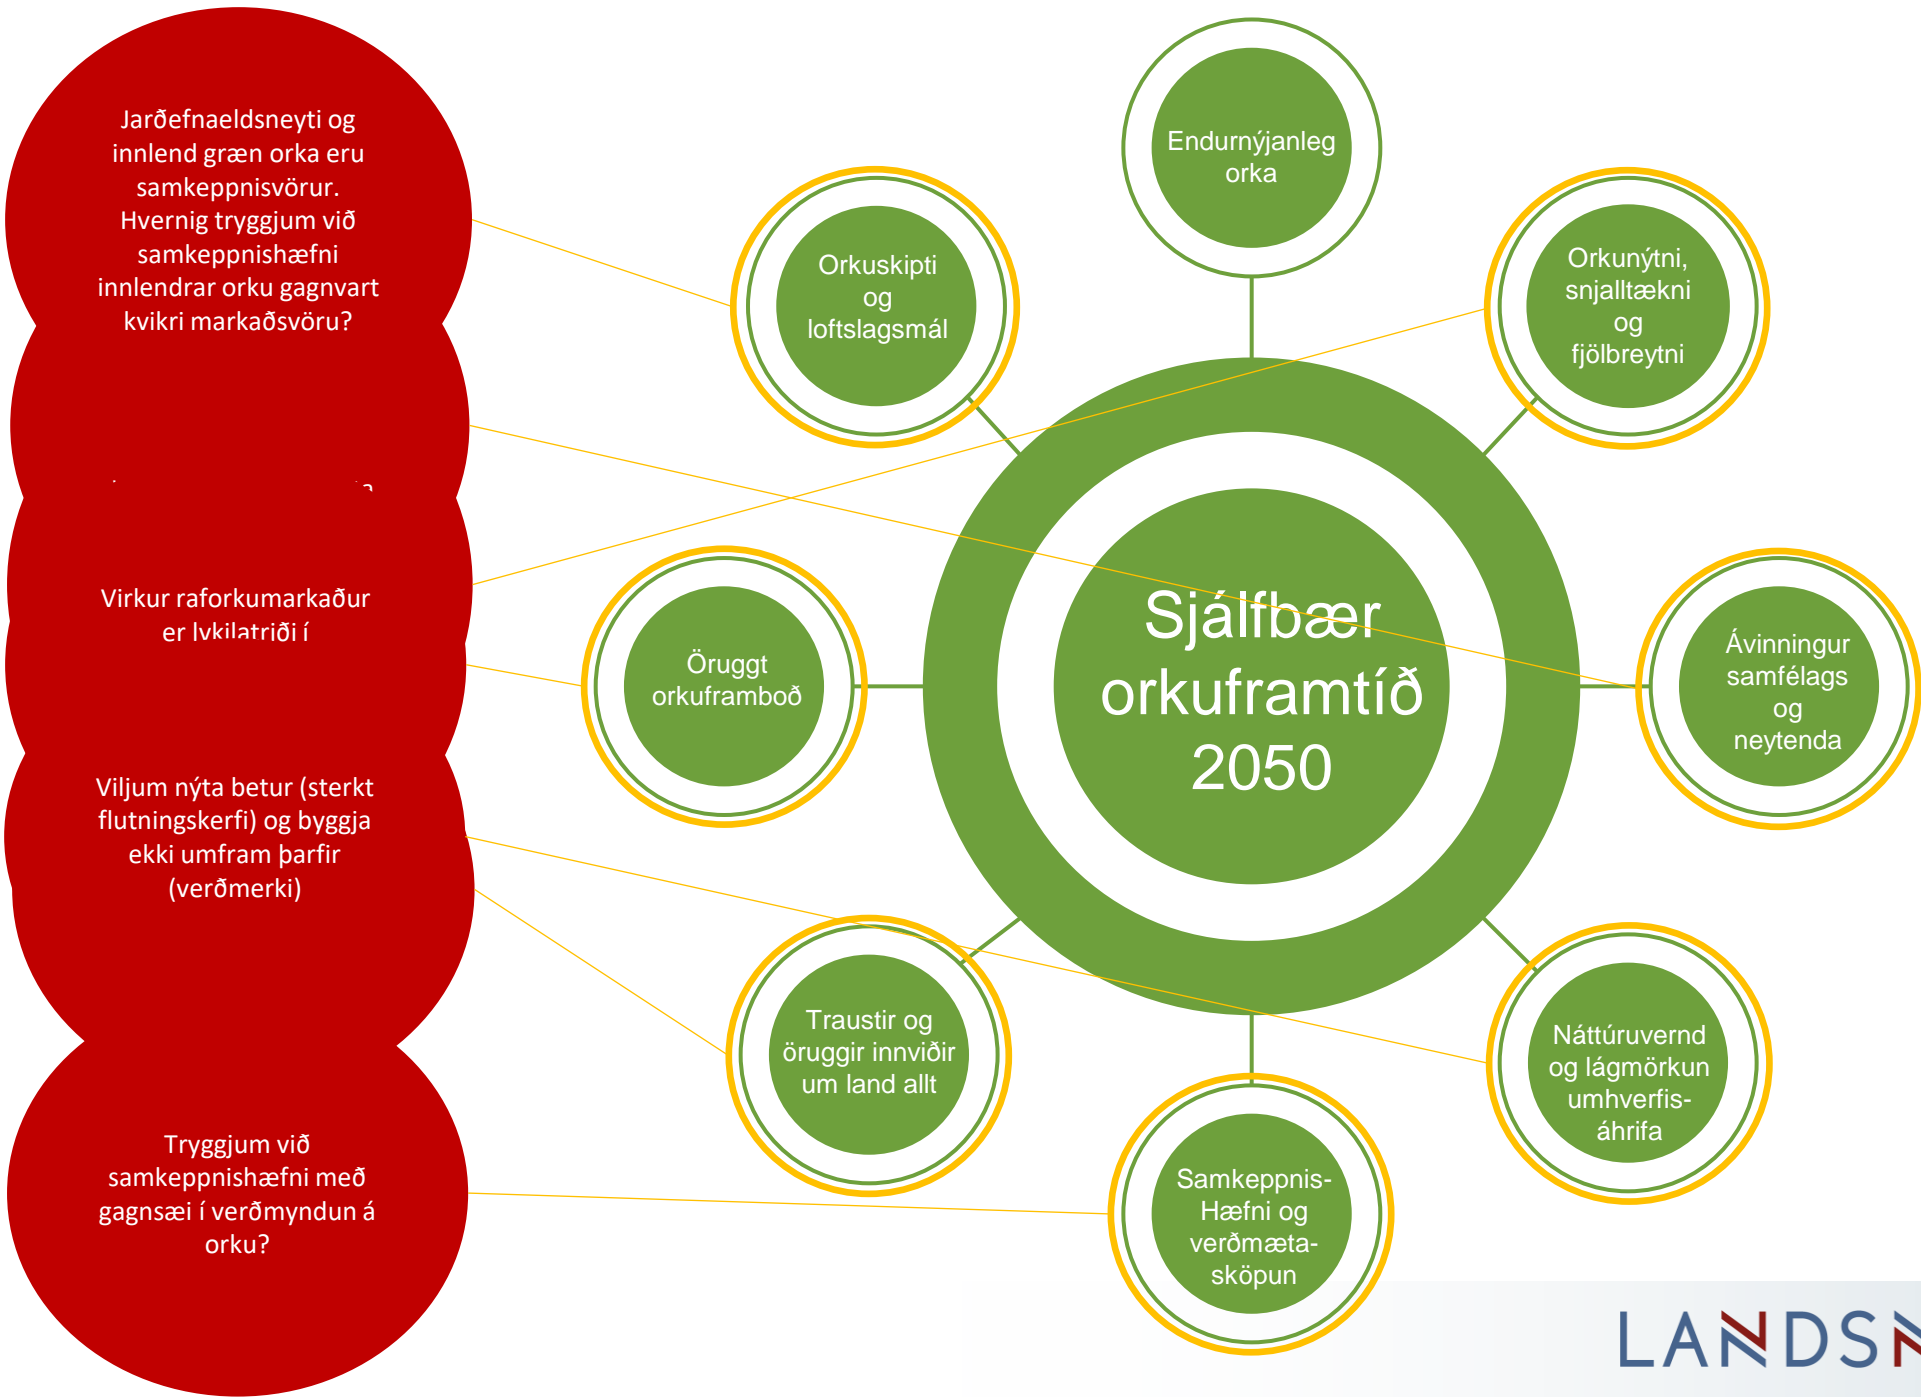 Jarðefnaeldsneyti og
innlend græn orka eru
samkeppnisvörur.
Hvernig tryggjum við
samkeppnishæfni
innlendrar orku gagnvart
kvikri markaðsvöru?
Virkur raforkumarkaður
er lykilatriði í
Viljum nýta betur (sterkt
flutningskerfi) og byggja
ekki umfram þarfir
(verðmerki)
Tryggjum við
samkeppnishæfni með
gagnsæi í verðmyndun á
orku?
Endurnýjanleg
orka
Orkuskipti
og
loftslagsmál
Orkunýtni,
snjalltækni
og
fjölbreytni
Öruggt
orkuframboð
Sjálfbær
orkuframtíð
2050
Ávinningur
samfélags
og
neytenda
Traustir og
öruggir innviðir
um land allt
Náttúruvernd
og lágmörkun
umhverfis-
áhrifa
Samkeppnis-
Hæfni og
verðmæta-
sköpun
LANDSN